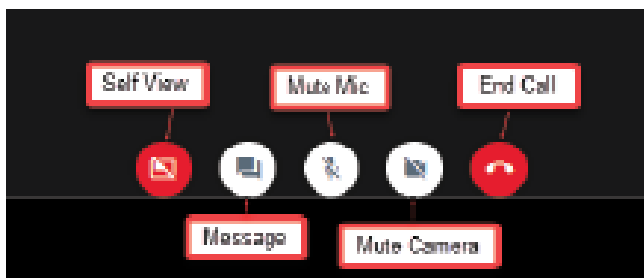 Self View
Mute Mic
End Call
Message
Mute Camera